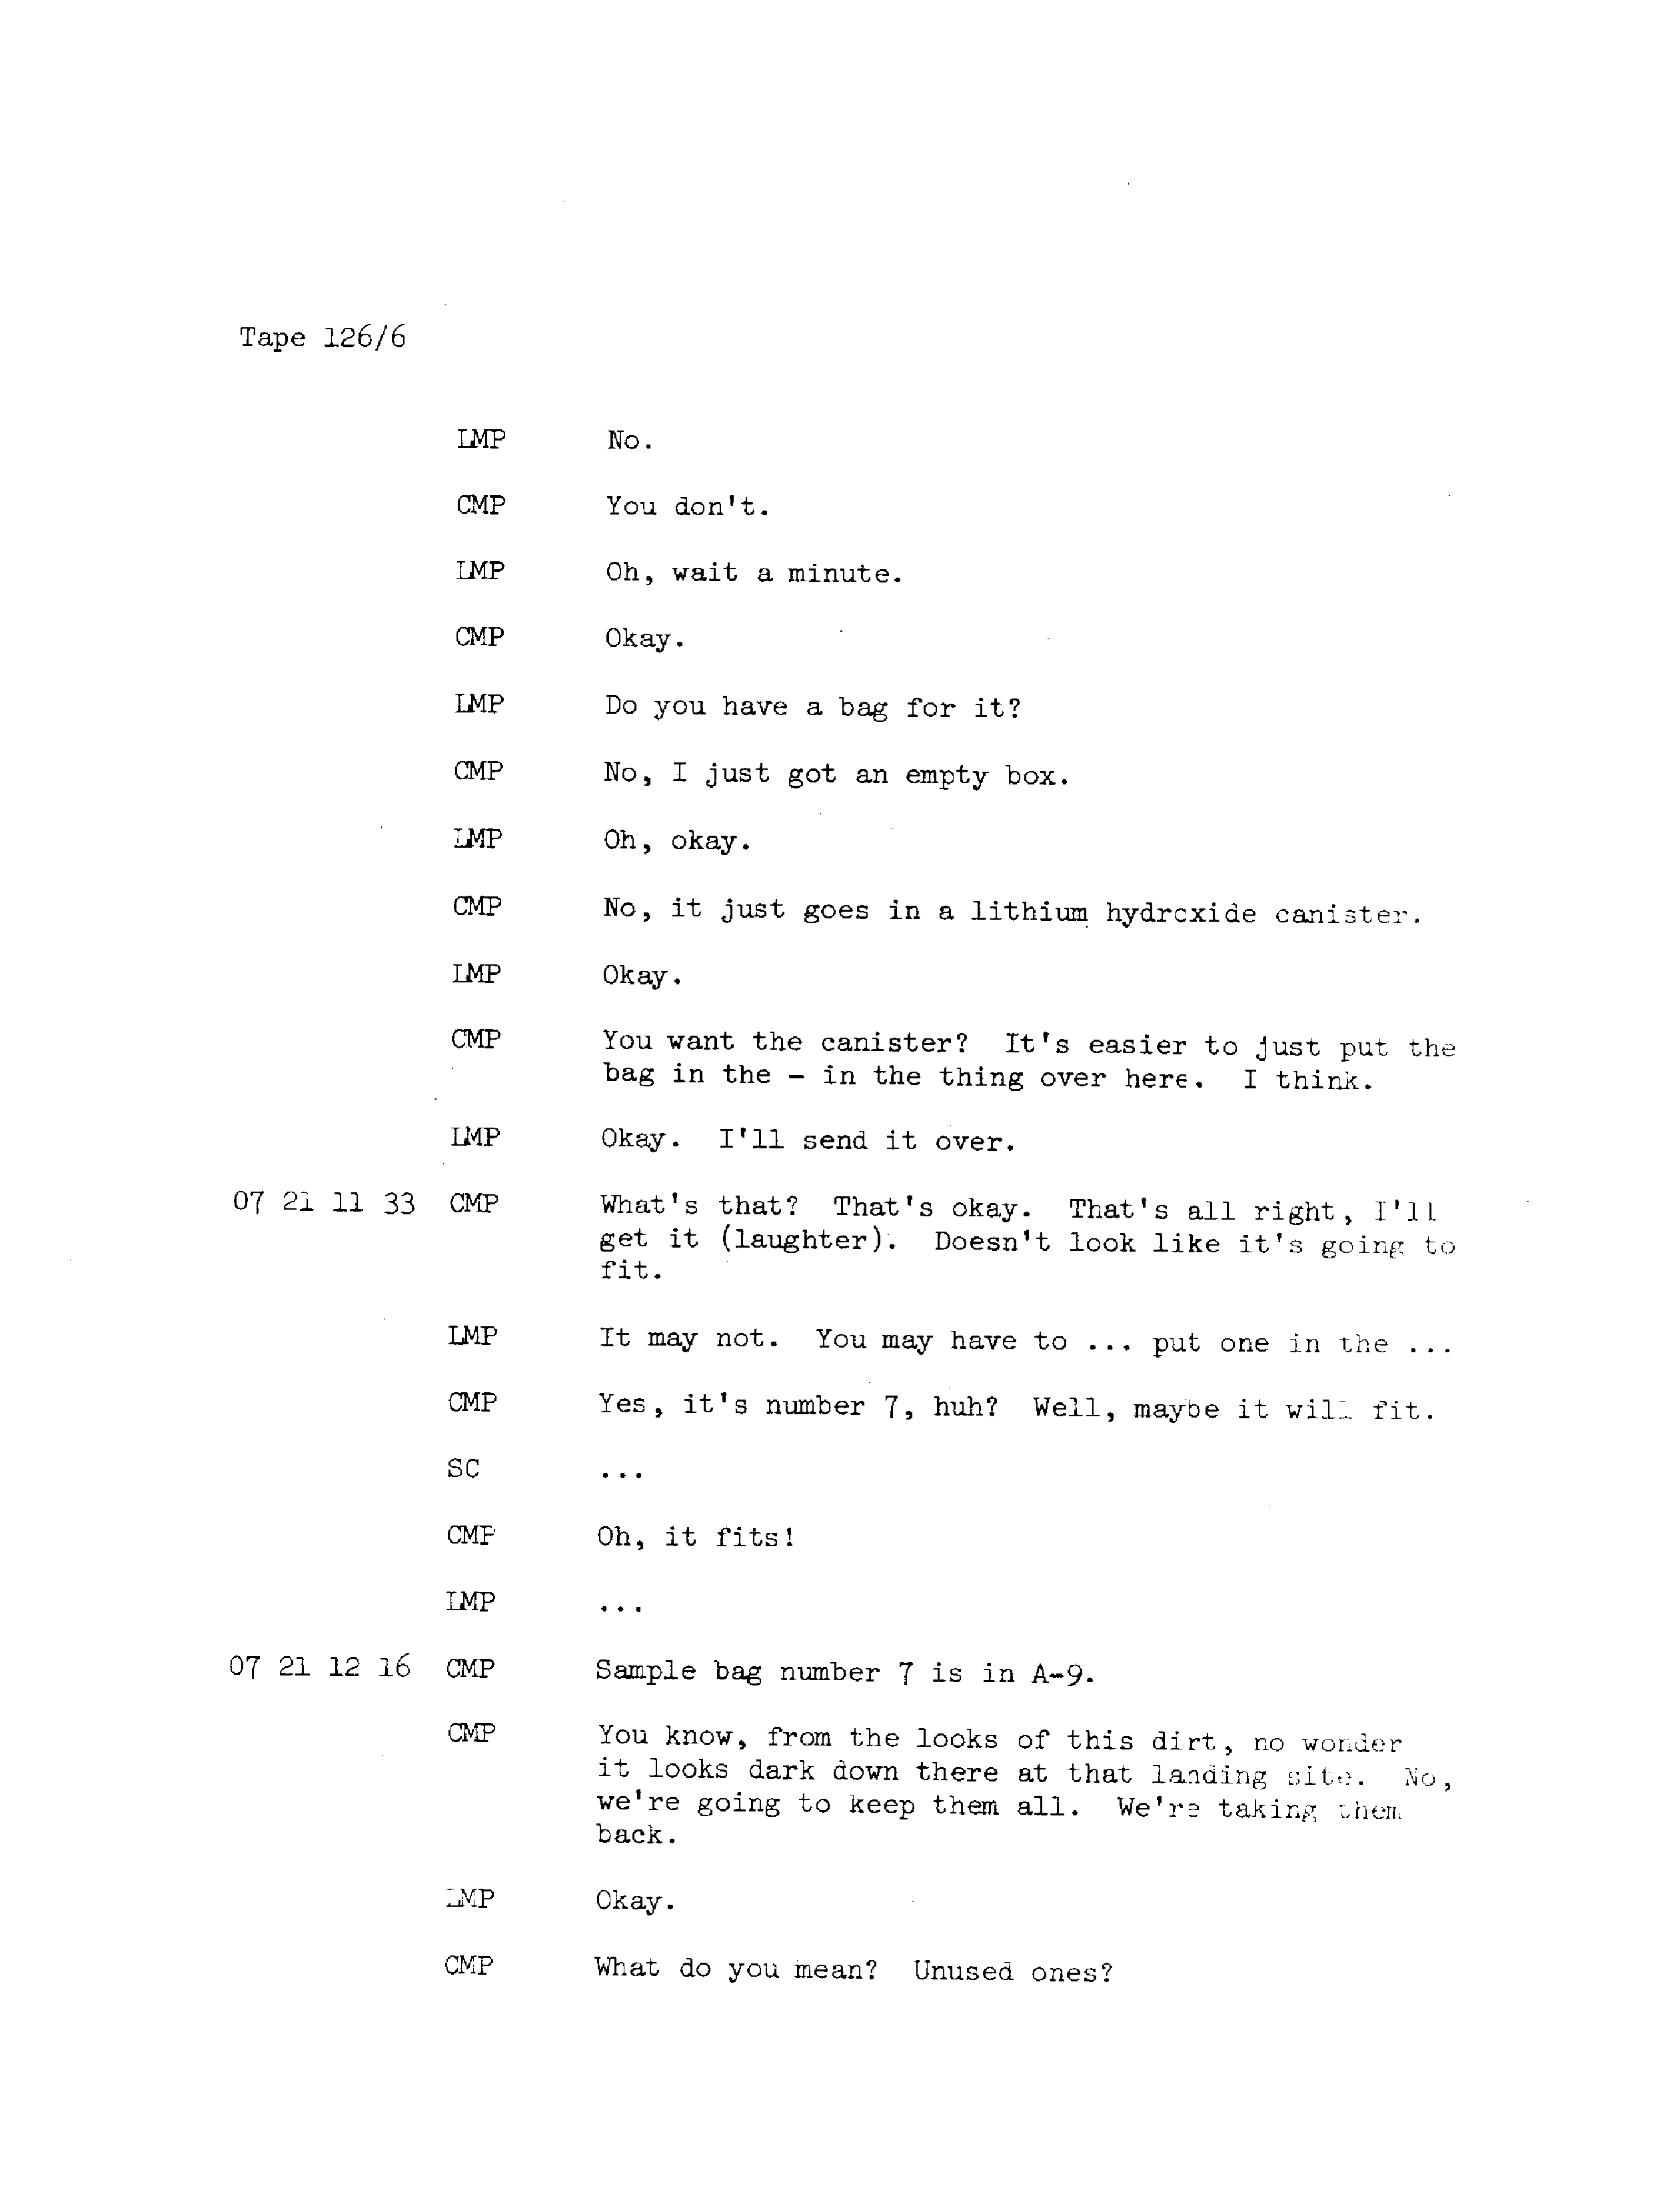 Tape 126/6
LMP No.
CMP You don't.
LMP Oh, wait a minute.
CMP Okay.
LMP Do you have a bag for it?
CMP No, I just got an empty box.
LMP Oh, okay.
CMP No, it just goes in a lithium hydroxide canister.
LMP Okay.
CMP You want the canister? It's easier to just put the
bag in the - in the thing over here. I think.
LMP Okay. I'll send it over.
07 21 11 33 CMP What's that? That's okay. That's all right, I'll
get it (laughter). Doesn't look like it's going to
fit.
LMP It may not. You may have to ... put one in the ...
CMP Yes, it's number 7, huh? Well, maybe it will fit.
SC ...
CMP Oh, it fits!
LMP ...
07 21 12 16 CMP Sample bag number 7 is in A-9.
CMP You know, from the looks of this dirt, no wonder
it looks dark down there at that landing site. No,
we're going to keep them all. We're taking them
back.
LMP Okay.
CMP What do you mean? Unused ones?